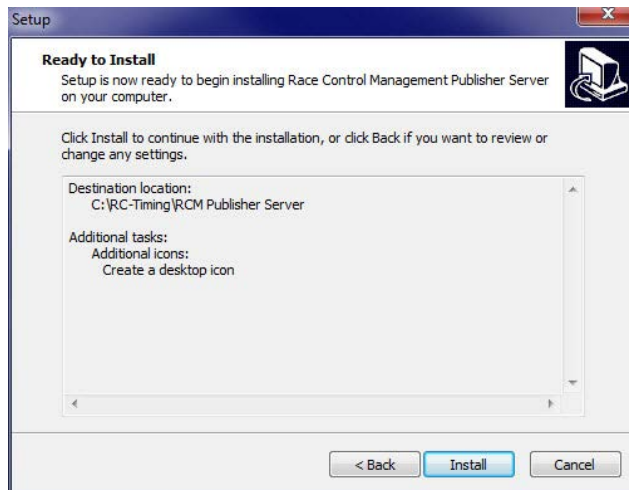 Setup
Ready to Install
Setup is now ready to begin installing Race Control Management Publisher Server
on your computer.
Click Install to continue with the installation, or click Back if you want to review or
change any settings.
Destination location:
C:\RC-Timing\RCM Publisher Server
Additional tasks:
Additional icons:
Create a desktop icon
< Back
Install
Cancel